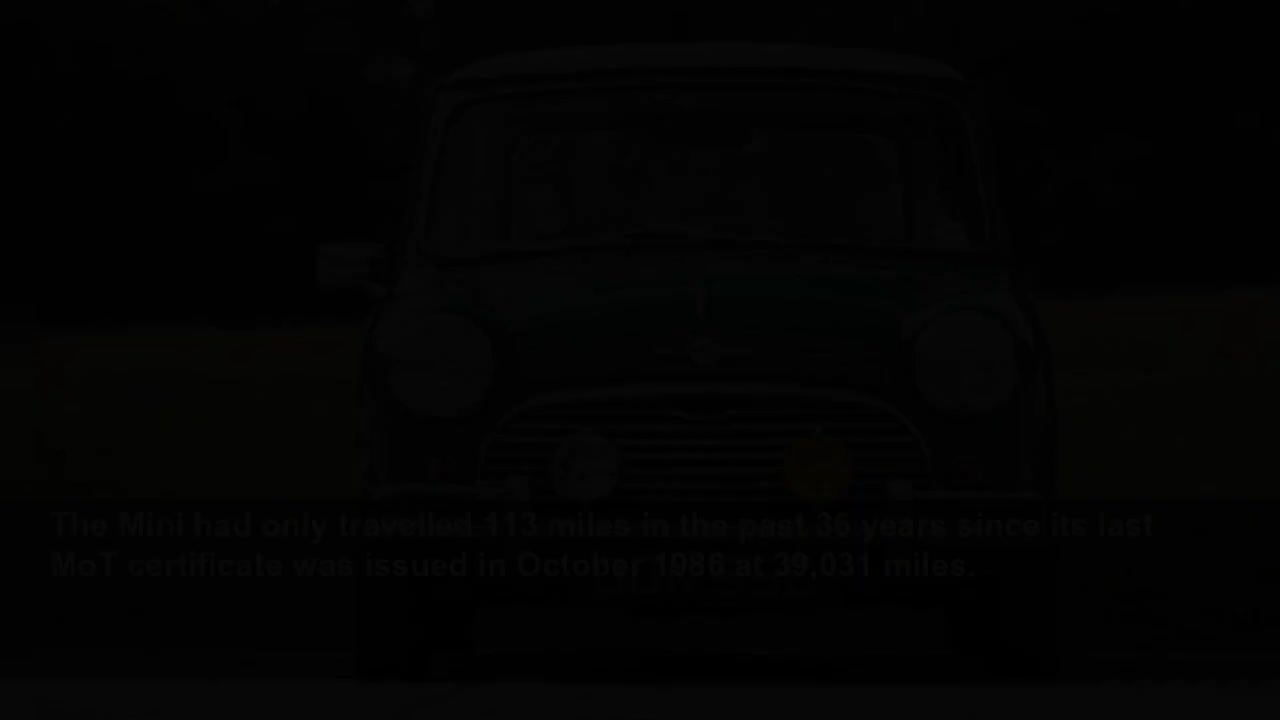 The Mini had only travelled 113 miles in the past 36 years since its last
MoT certificate was issued in October 1986 at 39,031 miles.